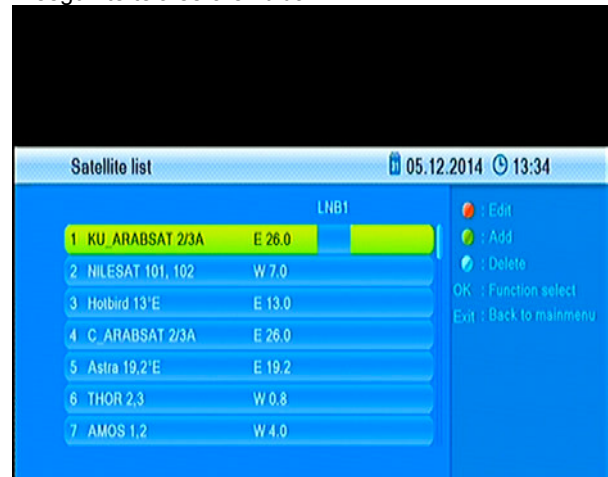 Satellite list 05.12.2014 13:34
LNB1
1 KU_ARABSAT 2/3A E 26.0
2 NILESAT 101, 102 W 7.0
3 Hotbird 13°E E 13.0
4 C_ARABSAT 2/3A E 26.0
5 Astra 19,2°E E 19.2
6 THOR 2,3 W 0.8
7 AMOS 1,2 W 4.0
: Edit
: Add
: Delete
OK : Function select
Exit : Back to mainmenu